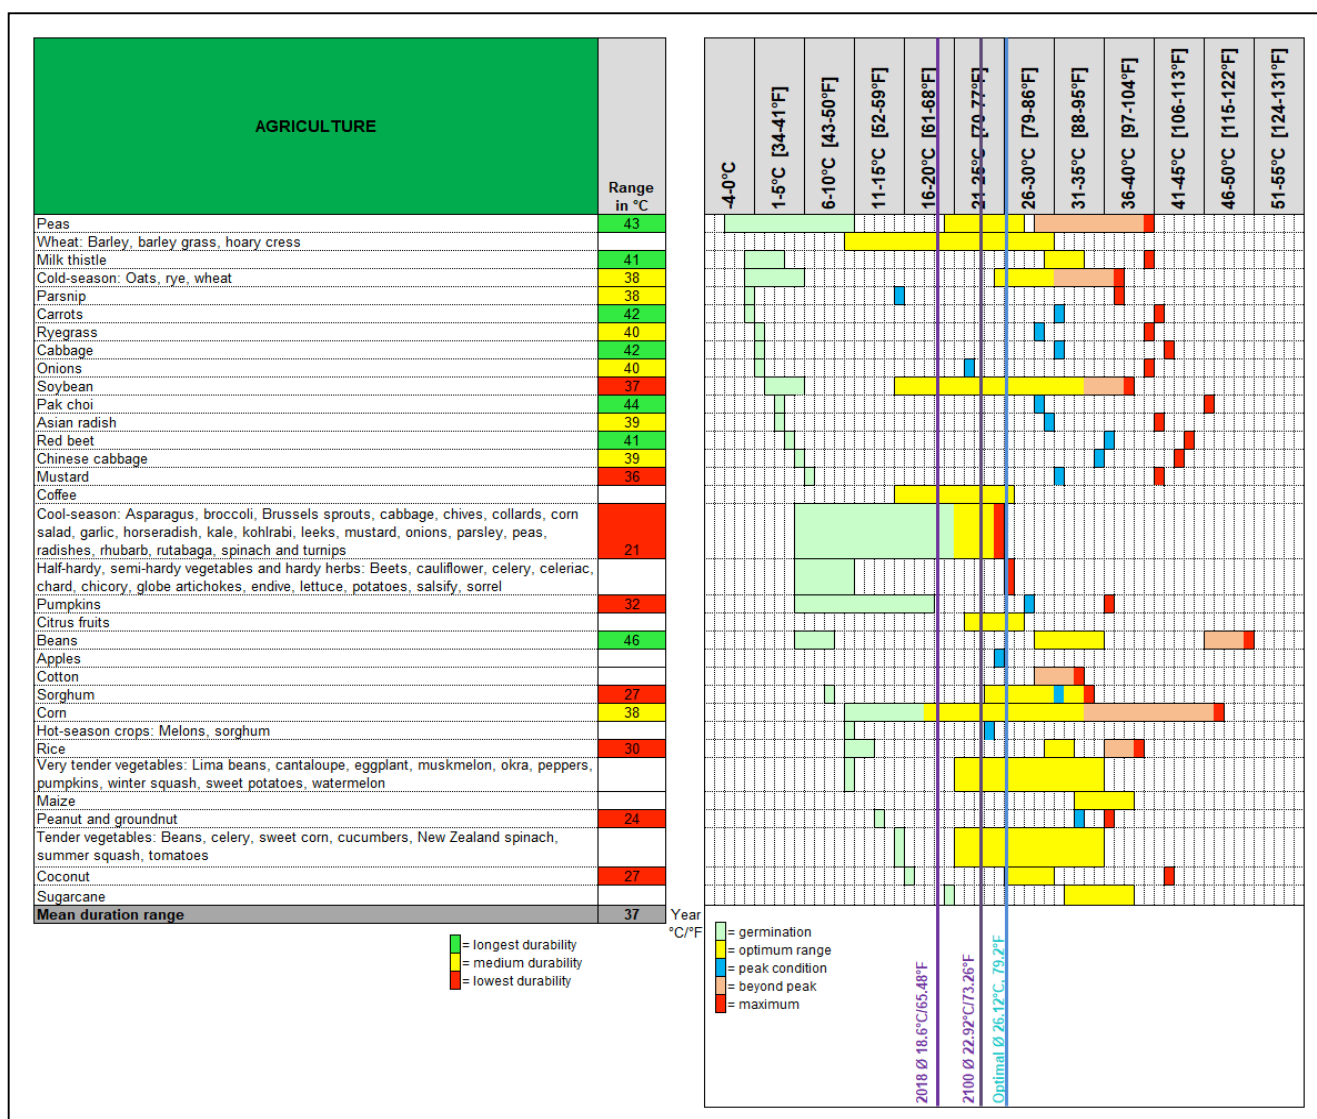 AGRICULTURE
Range
in °C
-4-0°C
1-5°C [34-41°F]
6-10°C [43-50°F]
11-15°C [52-59°F]
16-20°C [61-68°F]
21-25°C [70-77°F]
26-30°C [79-86°F]
31-35°C [88-95°F]
36-40°C [97-104°F]
41-45°C [106-113°F]
46-50°C [115-122°F]
51-55°C [124-131°F]
Peas 43
Wheat: Barley, barley grass, hoary cress
Milk thistle 41
Cold-season: Oats, rye, wheat 38
Parsnip 38
Carrots 42
Ryegrass 40
Cabbage 42
Onions 40
Soybean 37
Pak choi 44
Asian radish 39
Red beet 41
Chinese cabbage 39
Mustard 36
Coffee
Cool-season: Asparagus, broccoli, Brussels sprouts, cabbage, chives, collards, corn
salad, garlic, horseradish, kale, kohlrabi, leeks, mustard, onions, parsley, peas,
radishes, rhubarb, rutabaga, spinach and turnips 21
Half-hardy, semi-hardy vegetables and hardy herbs: Beets, cauliflower, celery, celeriac,
chard, chicory, globe artichokes, endive, lettuce, potatoes, salsify, sorrel
Pumpkins 32
Citrus fruits
Beans 46
Apples
Cotton
Sorghum 27
Corn 38
Hot-season crops: Melons, sorghum
Rice 30
Very tender vegetables: Lima beans, cantaloupe, eggplant, muskmelon, okra, peppers,
pumpkins, winter squash, sweet potatoes, watermelon
Maize
Peanut and groundnut 24
Tender vegetables: Beans, celery, sweet corn, cucumbers, New Zealand spinach,
summer squash, tomatoes
Coconut 27
Sugarcane
Mean duration range 37
Year
°C/°F
= longest durability
= medium durability
= lowest durability
= germination
= optimum range
= peak condition
= beyond peak
= maximum
2018 Ø 18.6°C/65.48°F
2100 Ø 22.92°C/73.26°F
Optimal Ø 26.12°C, 79.2°F